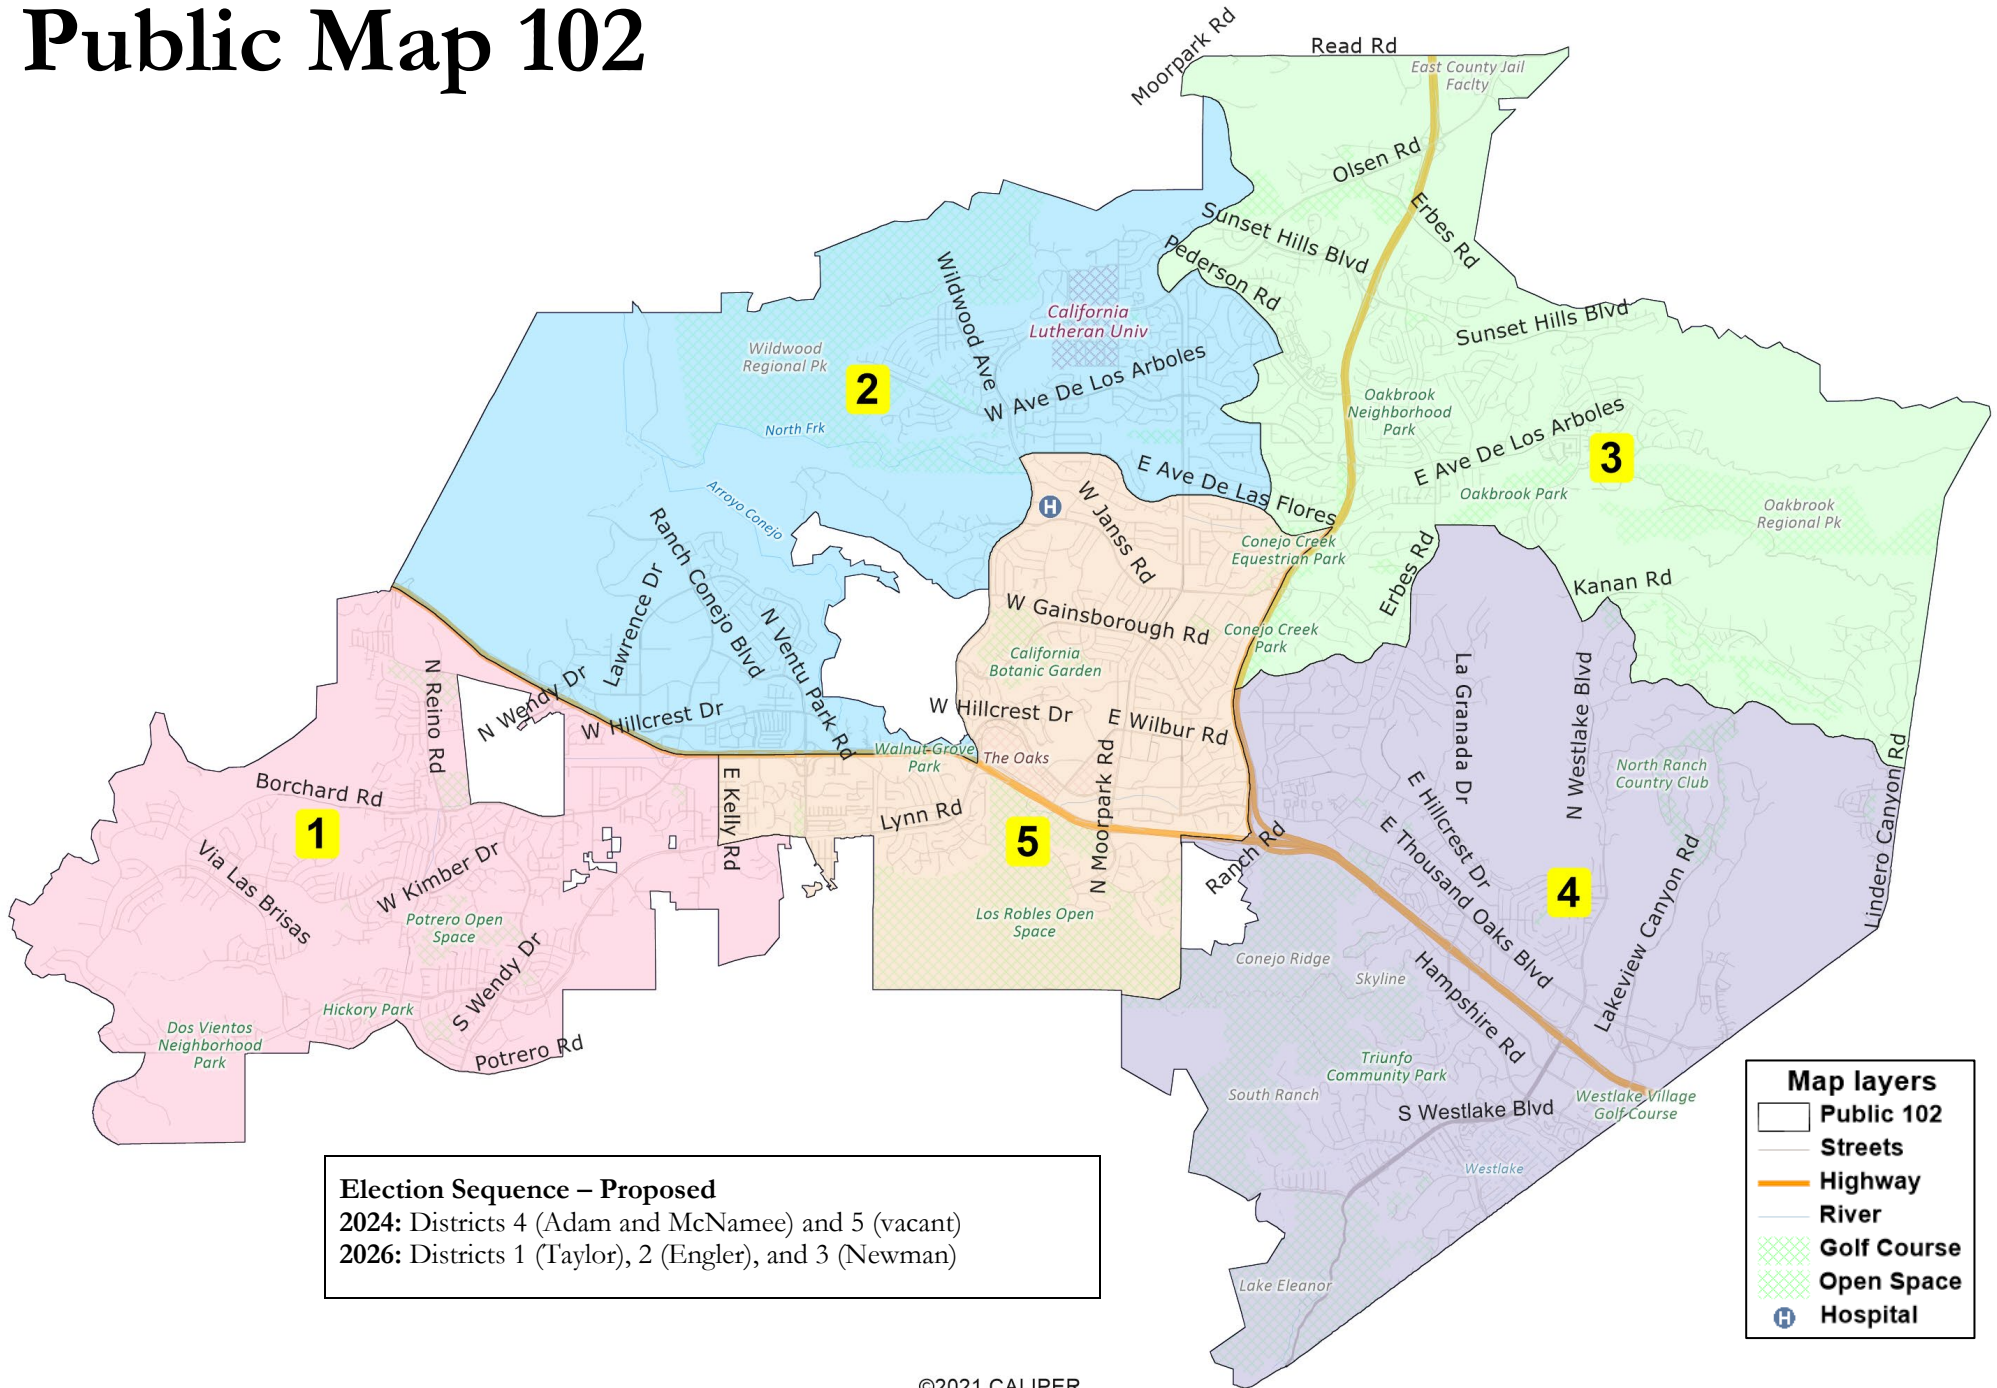 Public Map 102
Moorpark Rd
Read Rd
East County Jail
Faclty
Olsen Rd
Erbes Rd
Sunset Hills Blvd
Pederson Rd
Wildwood Ave
California
Lutheran Univ
Sunset Hills Blvd
Wildwood
Regional Pk
2
W Ave De Los Arboles
Oakbrook
Neighborhood
Park
E Ave De Los Arboles
3
North Frk
E Ave De Las Flores
Oakbrook Park
Oakbrook
Regional Pk
Arroyo Conejo
H
W Janss Rd
Conejo Creek
Equestrian Park
Erbes Rd
Kanan Rd
Ranch Conejo Blvd
Lawrence Dr
N Ventu Park Rd
W Gainsborough Rd
Conejo Creek
Park
California
Botanic Garden
N Reino Rd
N Wendy Dr
W Hillcrest Dr
W Hillcrest Dr
E Wilbur Rd
La Granada Dr
N Westlake Blvd
Walnut Grove
Park
The Oaks
North Ranch
Country Club
Lindero Canyon Rd
Borchard Rd
E Kelly Rd
Lynn Rd
N Moorpark Rd
E Hillcrest Dr
E Thousand Oaks Blvd
1
5
Ranch Rd
4
Lakeview Canyon Rd
Via Las Brisas
W Kimber Dr
Potrero Open
Space
Los Robles Open
Space
Conejo Ridge
Skyline
Hampshire Rd
S Wendy Dr
Hickory Park
Dos Vientos
Neighborhood
Park
Potrero Rd
Triunfo
Community Park
South Ranch
S Westlake Blvd
Westlake Village
Golf Course
Westlake
Lake Eleanor
Election Sequence – Proposed
2024: Districts 4 (Adam and McNamee) and 5 (vacant)
2026: Districts 1 (Taylor), 2 (Engler), and 3 (Newman)
Map layers
Public 102
Streets
Highway
River
Golf Course
Open Space
H Hospital
©2021 CALIPER